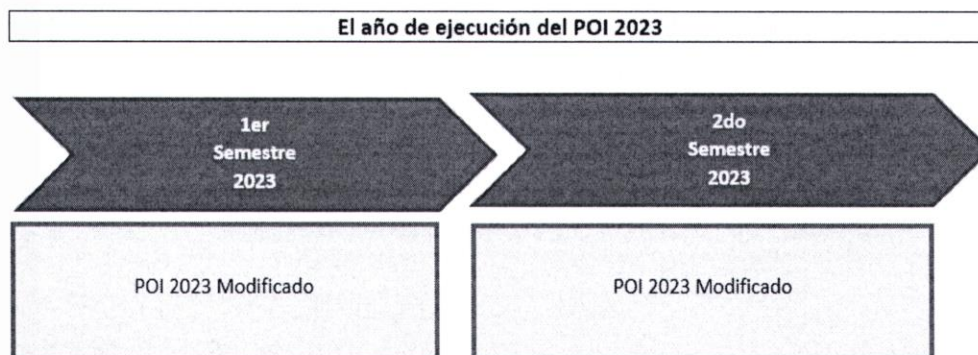 El año de ejecución del POI 2023
1er
Semestre
2023
2do
Semestre
2023
POI 2023 Modificado
POI 2023 Modificado